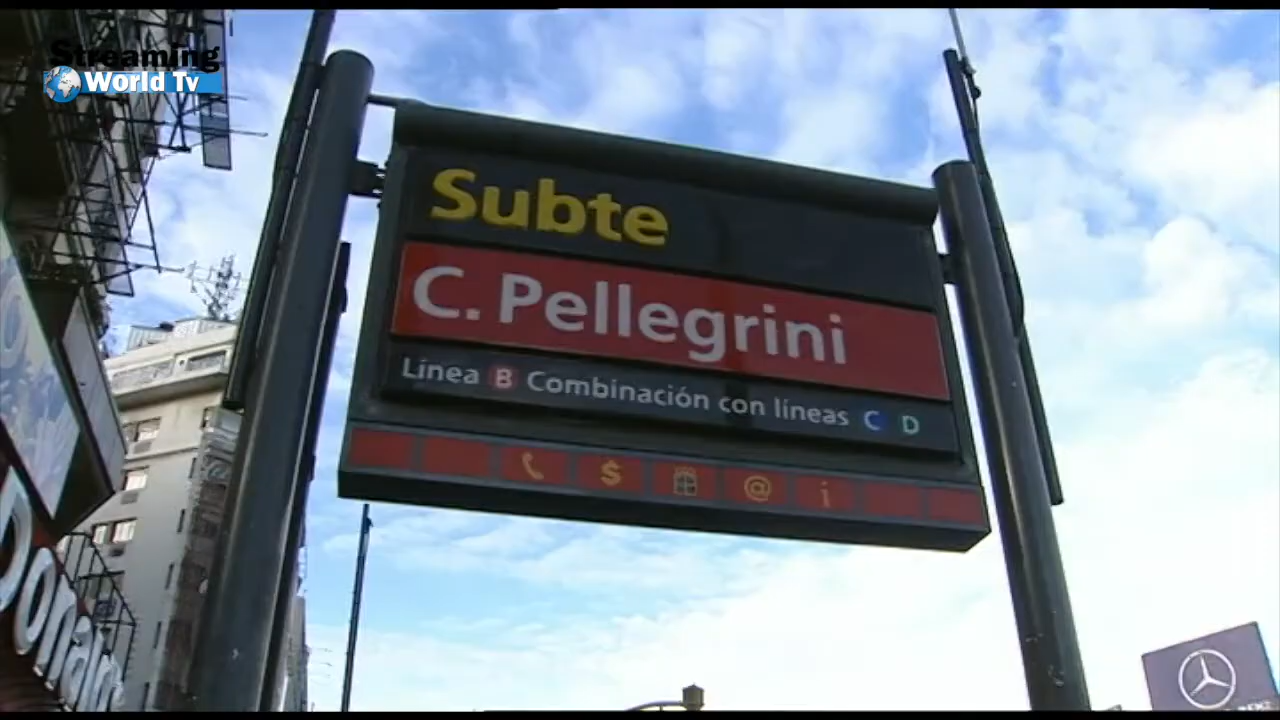 Streaming
World Tv
Subte
C. Pellegrini
Línea B Combinación con líneas C D
$ @ i